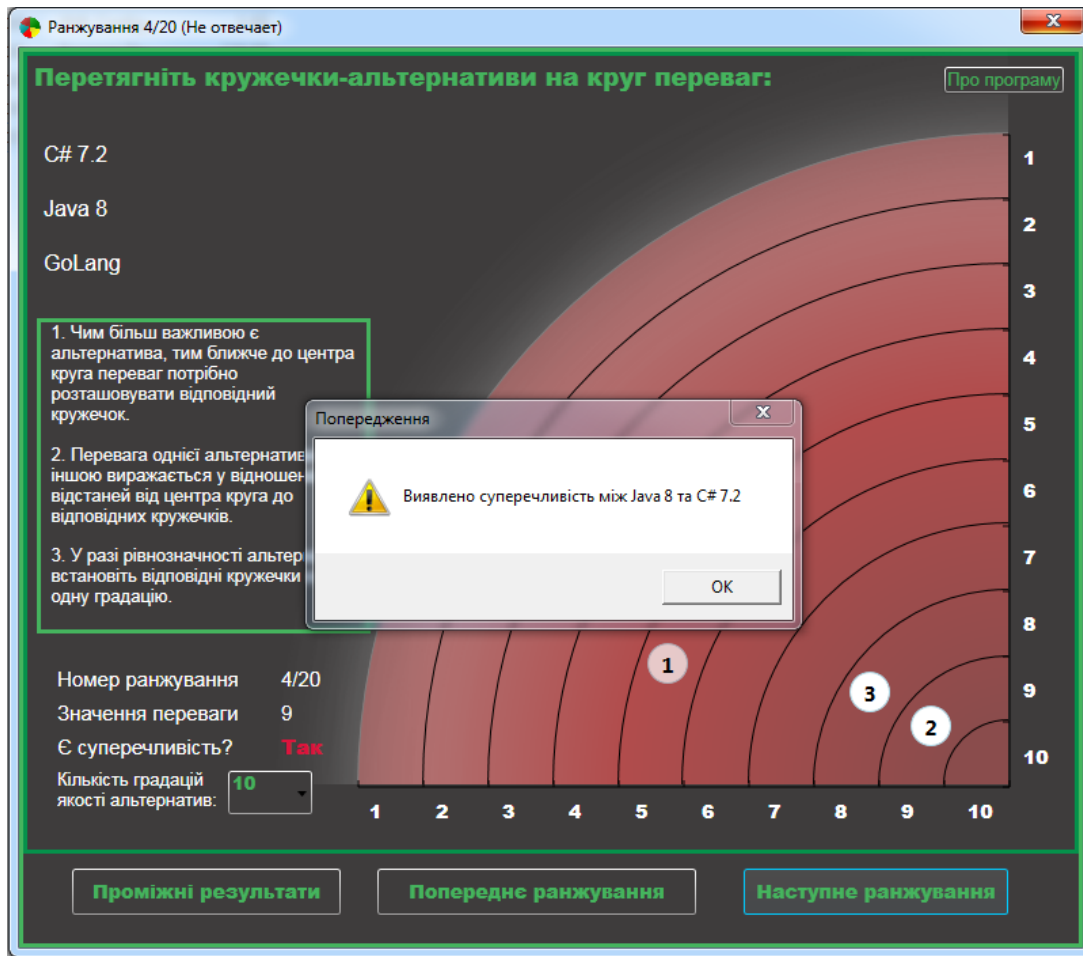 Ранжування 4/20 (Не отвечает)
Перетягніть кружечки-альтернативи на круг переваг:
Про програму
C# 7.2
Java 8
GoLang
1. Чим більш важливою є
альтернатива, тим ближче до центра
круга переваг потрібно
розташовувати відповідний
кружечок.
2. Перевага однієї альтернатив
іншою виражається у відношен
відстаней від центра круга до
відповідних кружечків.
3. У разі рівнозначності альтер
встановіть відповідні кружечки
одну градацію.
Попередження
Виявлено суперечливість між Java 8 та C# 7.2
OK
1
2
3
4
5
6
7
8
9
10
1
3
2
Номер ранжування 4/20
Значення переваги 9
Є суперечливість? Так
Кількість градацій
якості альтернатив:
10
1 2 3 4 5 6 7 8 9 10
Проміжні результати
Попереднє ранжування
Наступне ранжування